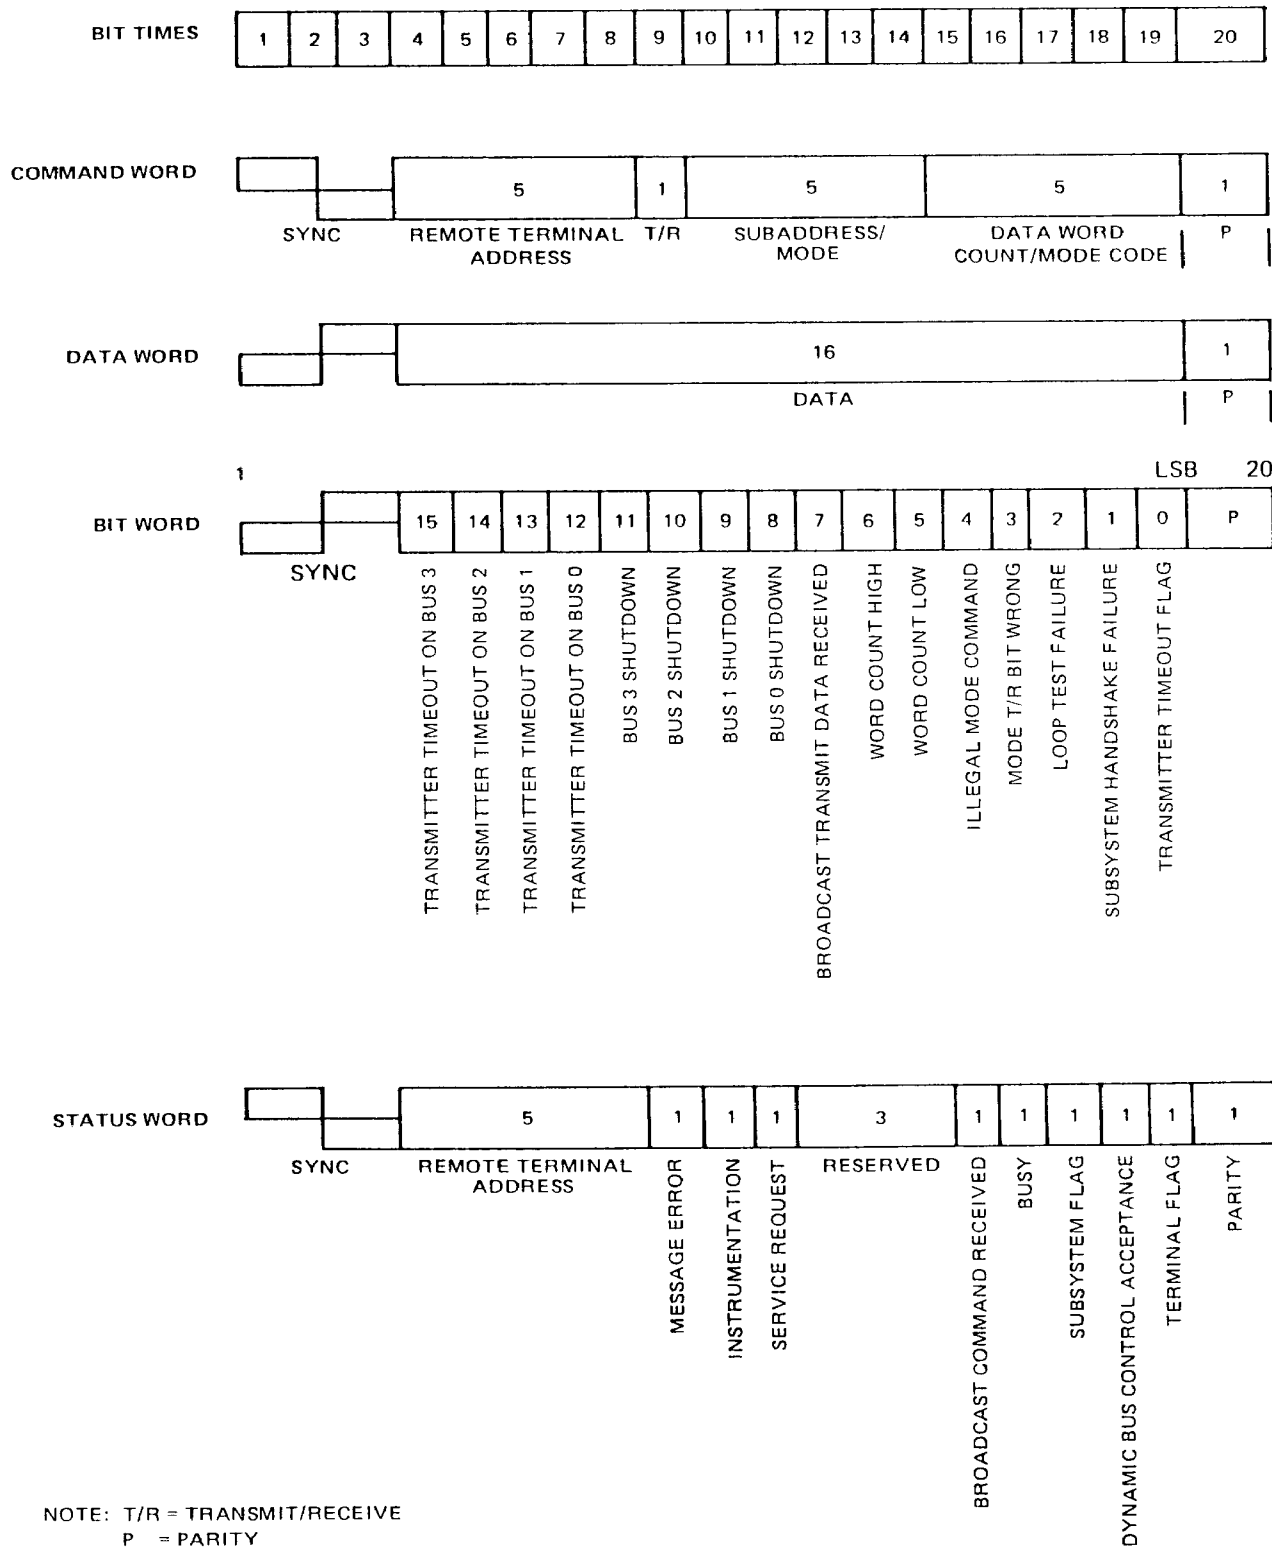 BIT TIMES 1 2 3 4 5 6 7 8 9 10 11 12 13 14 15 16 17 18 19 20
COMMAND WORD 5 1 5 5 1
SYNC REMOTE TERMINAL T/R SUBADDRESS/ DATA WORD P
ADDRESS MODE COUNT/MODE CODE
DATA WORD 16 1
DATA P
1 LSB 20
BIT WORD 15 14 13 12 11 10 9 8 7 6 5 4 3 2 1 0 P
SYNC
TRANSMITTER TIMEOUT ON BUS 3
TRANSMITTER TIMEOUT ON BUS 2
TRANSMITTER TIMEOUT ON BUS 1
TRANSMITTER TIMEOUT ON BUS 0
BUS 3 SHUTDOWN
BUS 2 SHUTDOWN
BUS 1 SHUTDOWN
BUS 0 SHUTDOWN
BROADCAST TRANSMIT DATA RECEIVED
WORD COUNT HIGH
WORD COUNT LOW
ILLEGAL MODE COMMAND
MODE T/R BIT WRONG
LOOP TEST FAILURE
SUBSYSTEM HANDSHAKE FAILURE
TRANSMITTER TIMEOUT FLAG
STATUS WORD 5 1 1 1 3 1 1 1 1 1 1
SYNC REMOTE TERMINAL RESERVED
ADDRESS
MESSAGE ERROR
INSTRUMENTATION
SERVICE REQUEST
BROADCAST COMMAND RECEIVED
BUSY
SUBSYSTEM FLAG
DYNAMIC BUS CONTROL ACCEPTANCE
TERMINAL FLAG
PARITY
NOTE: T/R = TRANSMIT/RECEIVE
P = PARITY